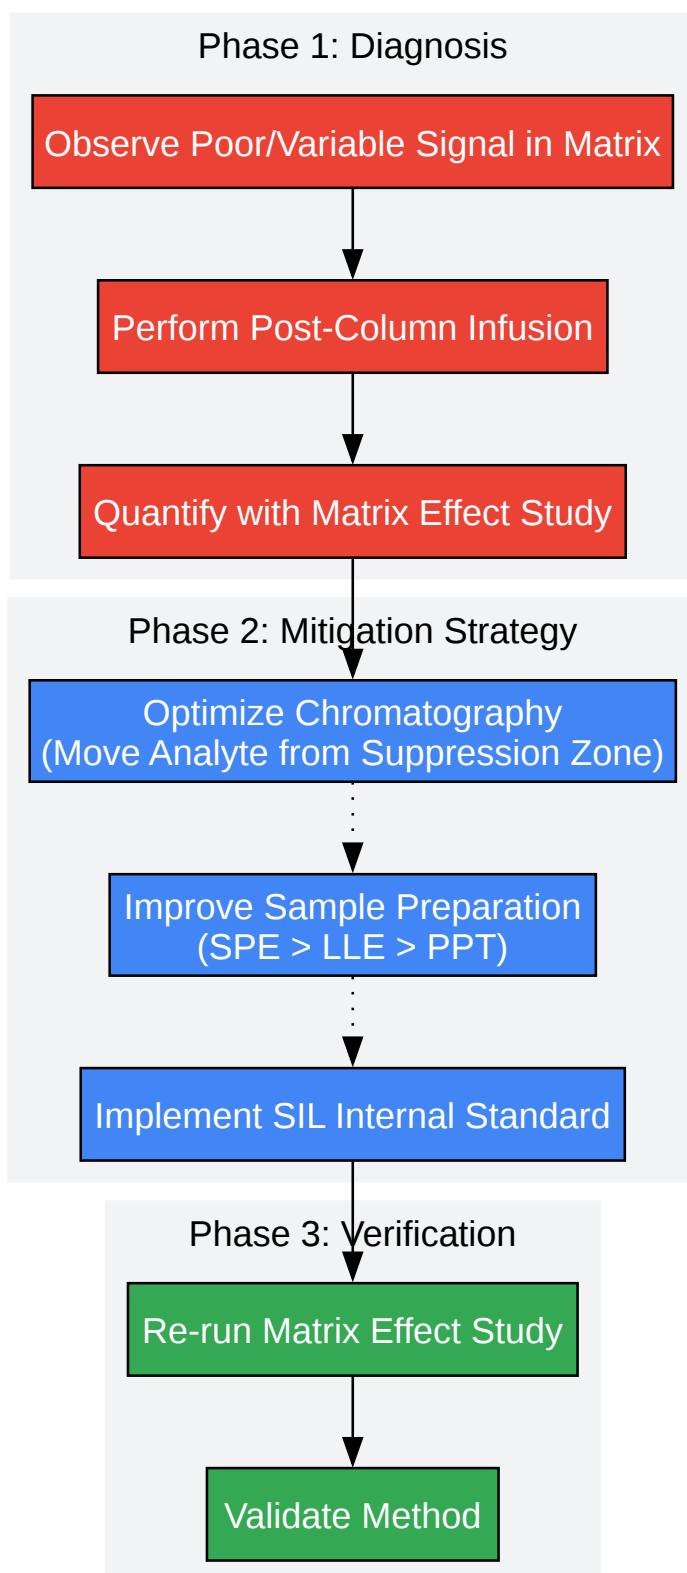 Phase 1: Diagnosis
Observe Poor/Variable Signal in Matrix
Perform Post-Column Infusion
Quantify with Matrix Effect Study
Phase 2: Mitigation Strategy
Optimize Chromatography
(Move Analyte from Suppression Zone)
Improve Sample Preparation
(SPE > LLE > PPT)
Implement SIL Internal Standard
Phase 3: Verification
Re-run Matrix Effect Study
Validate Method